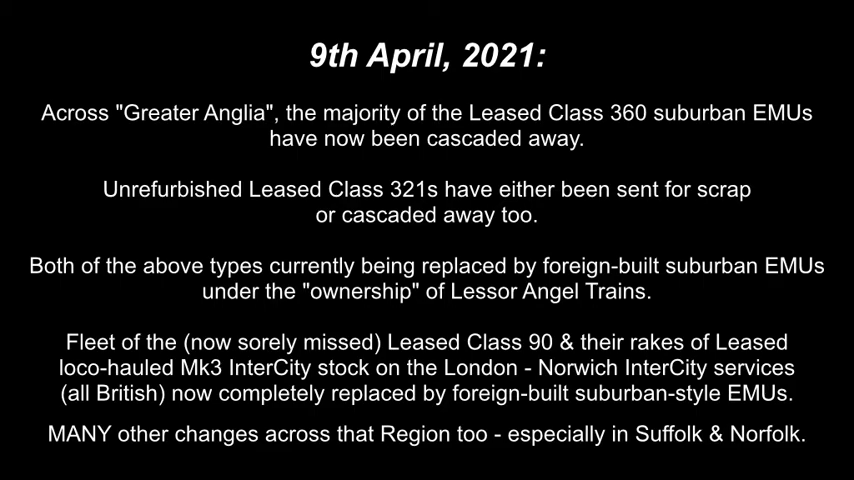 9th April, 2021:
Across "Greater Anglia", the majority of the Leased Class 360 suburban EMUs
have now been cascaded away.
Unrefurbished Leased Class 321s have either been sent for scrap
or cascaded away too.
Both of the above types currently being replaced by foreign-built suburban EMUs
under the "ownership" of Lessor Angel Trains.
Fleet of the (now sorely missed) Leased Class 90 & their rakes of Leased
loco-hauled Mk3 InterCity stock on the London - Norwich InterCity services
(all British) now completely replaced by foreign-built suburban-style EMUs.
MANY other changes across that Region too - especially in Suffolk & Norfolk.